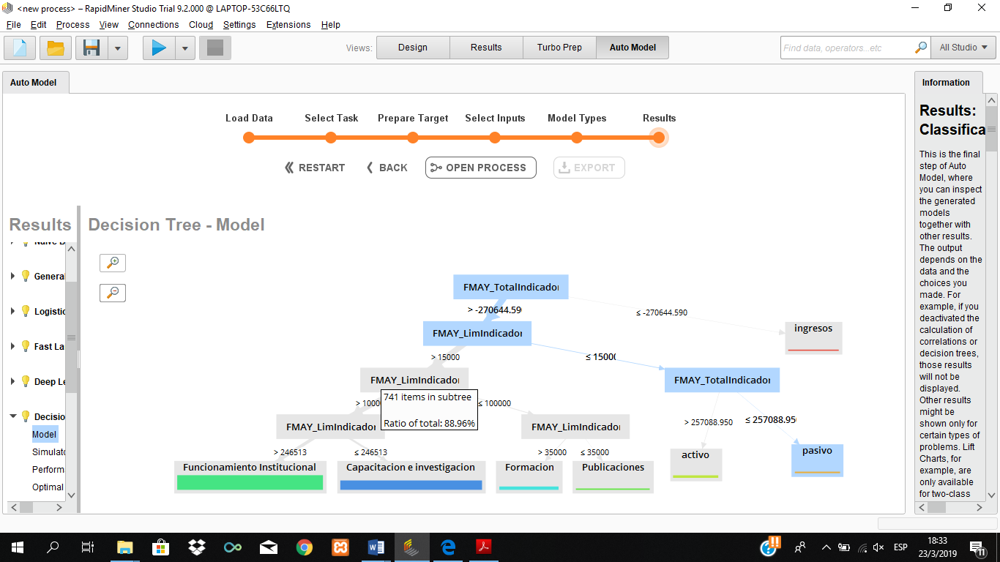 <new process> – RapidMiner Studio Trial 9.2.000 @ LAPTOP-53C66LTQ
File Edit Process View Connections Cloud Settings Extensions Help
Views: Design Results Turbo Prep Auto Model
Find data, operators...etc
All Studio
Auto Model
Information
Load Data Select Task Prepare Target Select Inputs Model Types Results
RESTART BACK OPEN PROCESS EXPORT
Results
Naive B
General
Logistic
Fast La
Deep Le
Decisio
Model
Simulato
Perform
Optimal
Decision Tree - Model
FMAY_TotalIndicador
> -270644.590
≤ -270644.590
FMAY_LimIndicador
ingresos
> 15000
≤ 15000
FMAY_LimIndicador
FMAY_TotalIndicador
741 items in subtree
Ratio of total: 88.96%
> 1000
≤ 100000
> 257088.950
≤ 257088.950
FMAY_LimIndicador
FMAY_LimIndicador
> 246513
≤ 246513
> 35000
≤ 35000
activo
pasivo
Funcionamiento Institucional
Capacitacion e investigacion
Formacion
Publicaciones
Results:
Classifica
This is the final
step of Auto
Model, where
you can inspect
the generated
models
together with
other results.
The output
depends on the
data and the
choices you
made. For
example, if you
deactivated the
calculation of
correlations or
decision trees,
those results
will not be
displayed.
Other results
might be
shown only for
certain types of
problems. Lift
Charts, for
example, are
only available
for two-class
ESP
18:33
23/3/2019
11